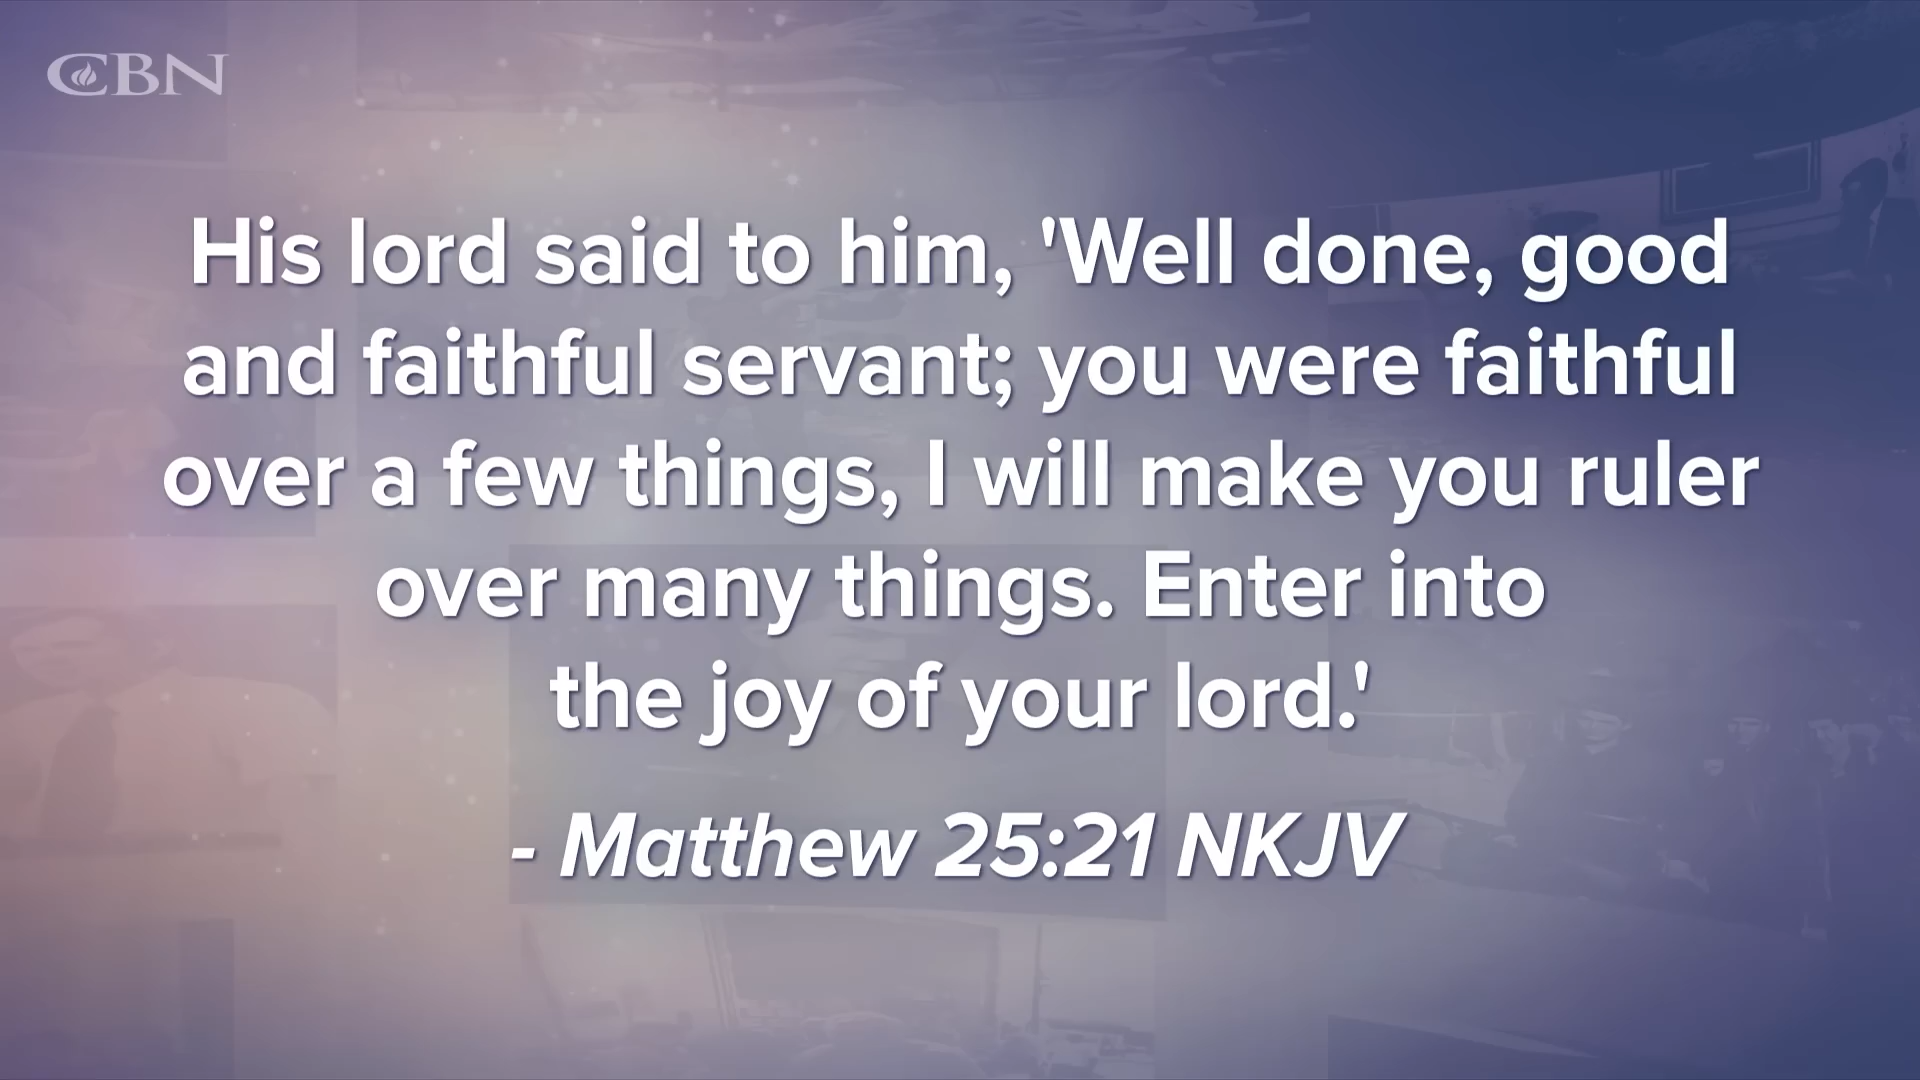 CBN
His lord said to him, 'Well done, good
and faithful servant; you were faithful
over a few things, I will make you ruler
over many things. Enter into
the joy of your lord.'
- Matthew 25:21 NKJV